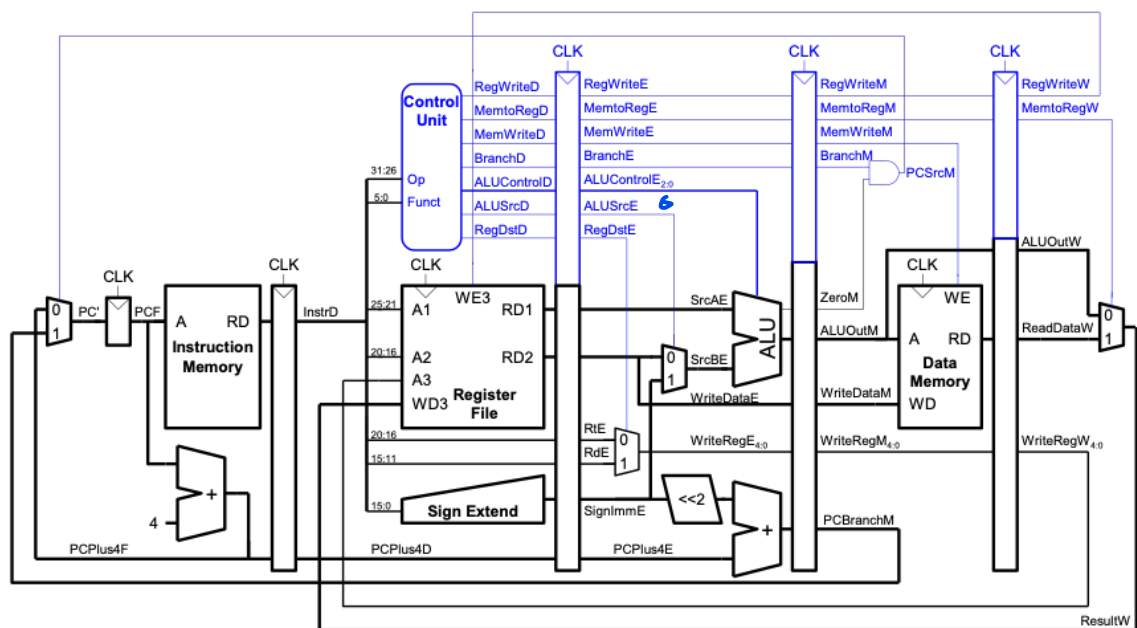 CLK CLK CLK
CLK
Control Unit
RegWriteD RegWriteE RegWriteM RegWriteW
MemtoRegD MemtoRegE MemtoRegM MemtoRegW
MemWriteD MemWriteE MemWriteM
BranchD BranchE BranchM
PCSrcM
31:26 Op ALUControlD ALUControlE2:0
5:0 Funct ALUSrcD ALUSrcE 6
RegDstD RegDstE
CLK CLK CLK CLK
WE3 WE
0 1 PC' PCF A RD InstrD 25:21 A1 RD1 SrcAE ALU ZeroM ALUOutM ALUOutW
Instruction Memory
20:16 A2 RD2 0 1 SrcBE A RD ReadDataW 0 1
A3
Data Memory
WD3 Register File WriteDataE WriteDataM WD
20:16 RtE 0
15:11 RdE 1 WriteRegE4:0 WriteRegM4:0 WriteRegW4:0
+ 4
15:0 Sign Extend SignImmE <<2 + PCBranchM
PCPlus4F PCPlus4D PCPlus4E
ResultW